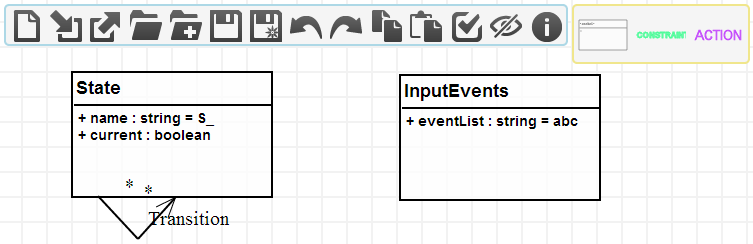 CONSTRAINT ACTION
State
+ name : string = S_
+ current : boolean
* *
Transition
InputEvents
+ eventList : string = abc